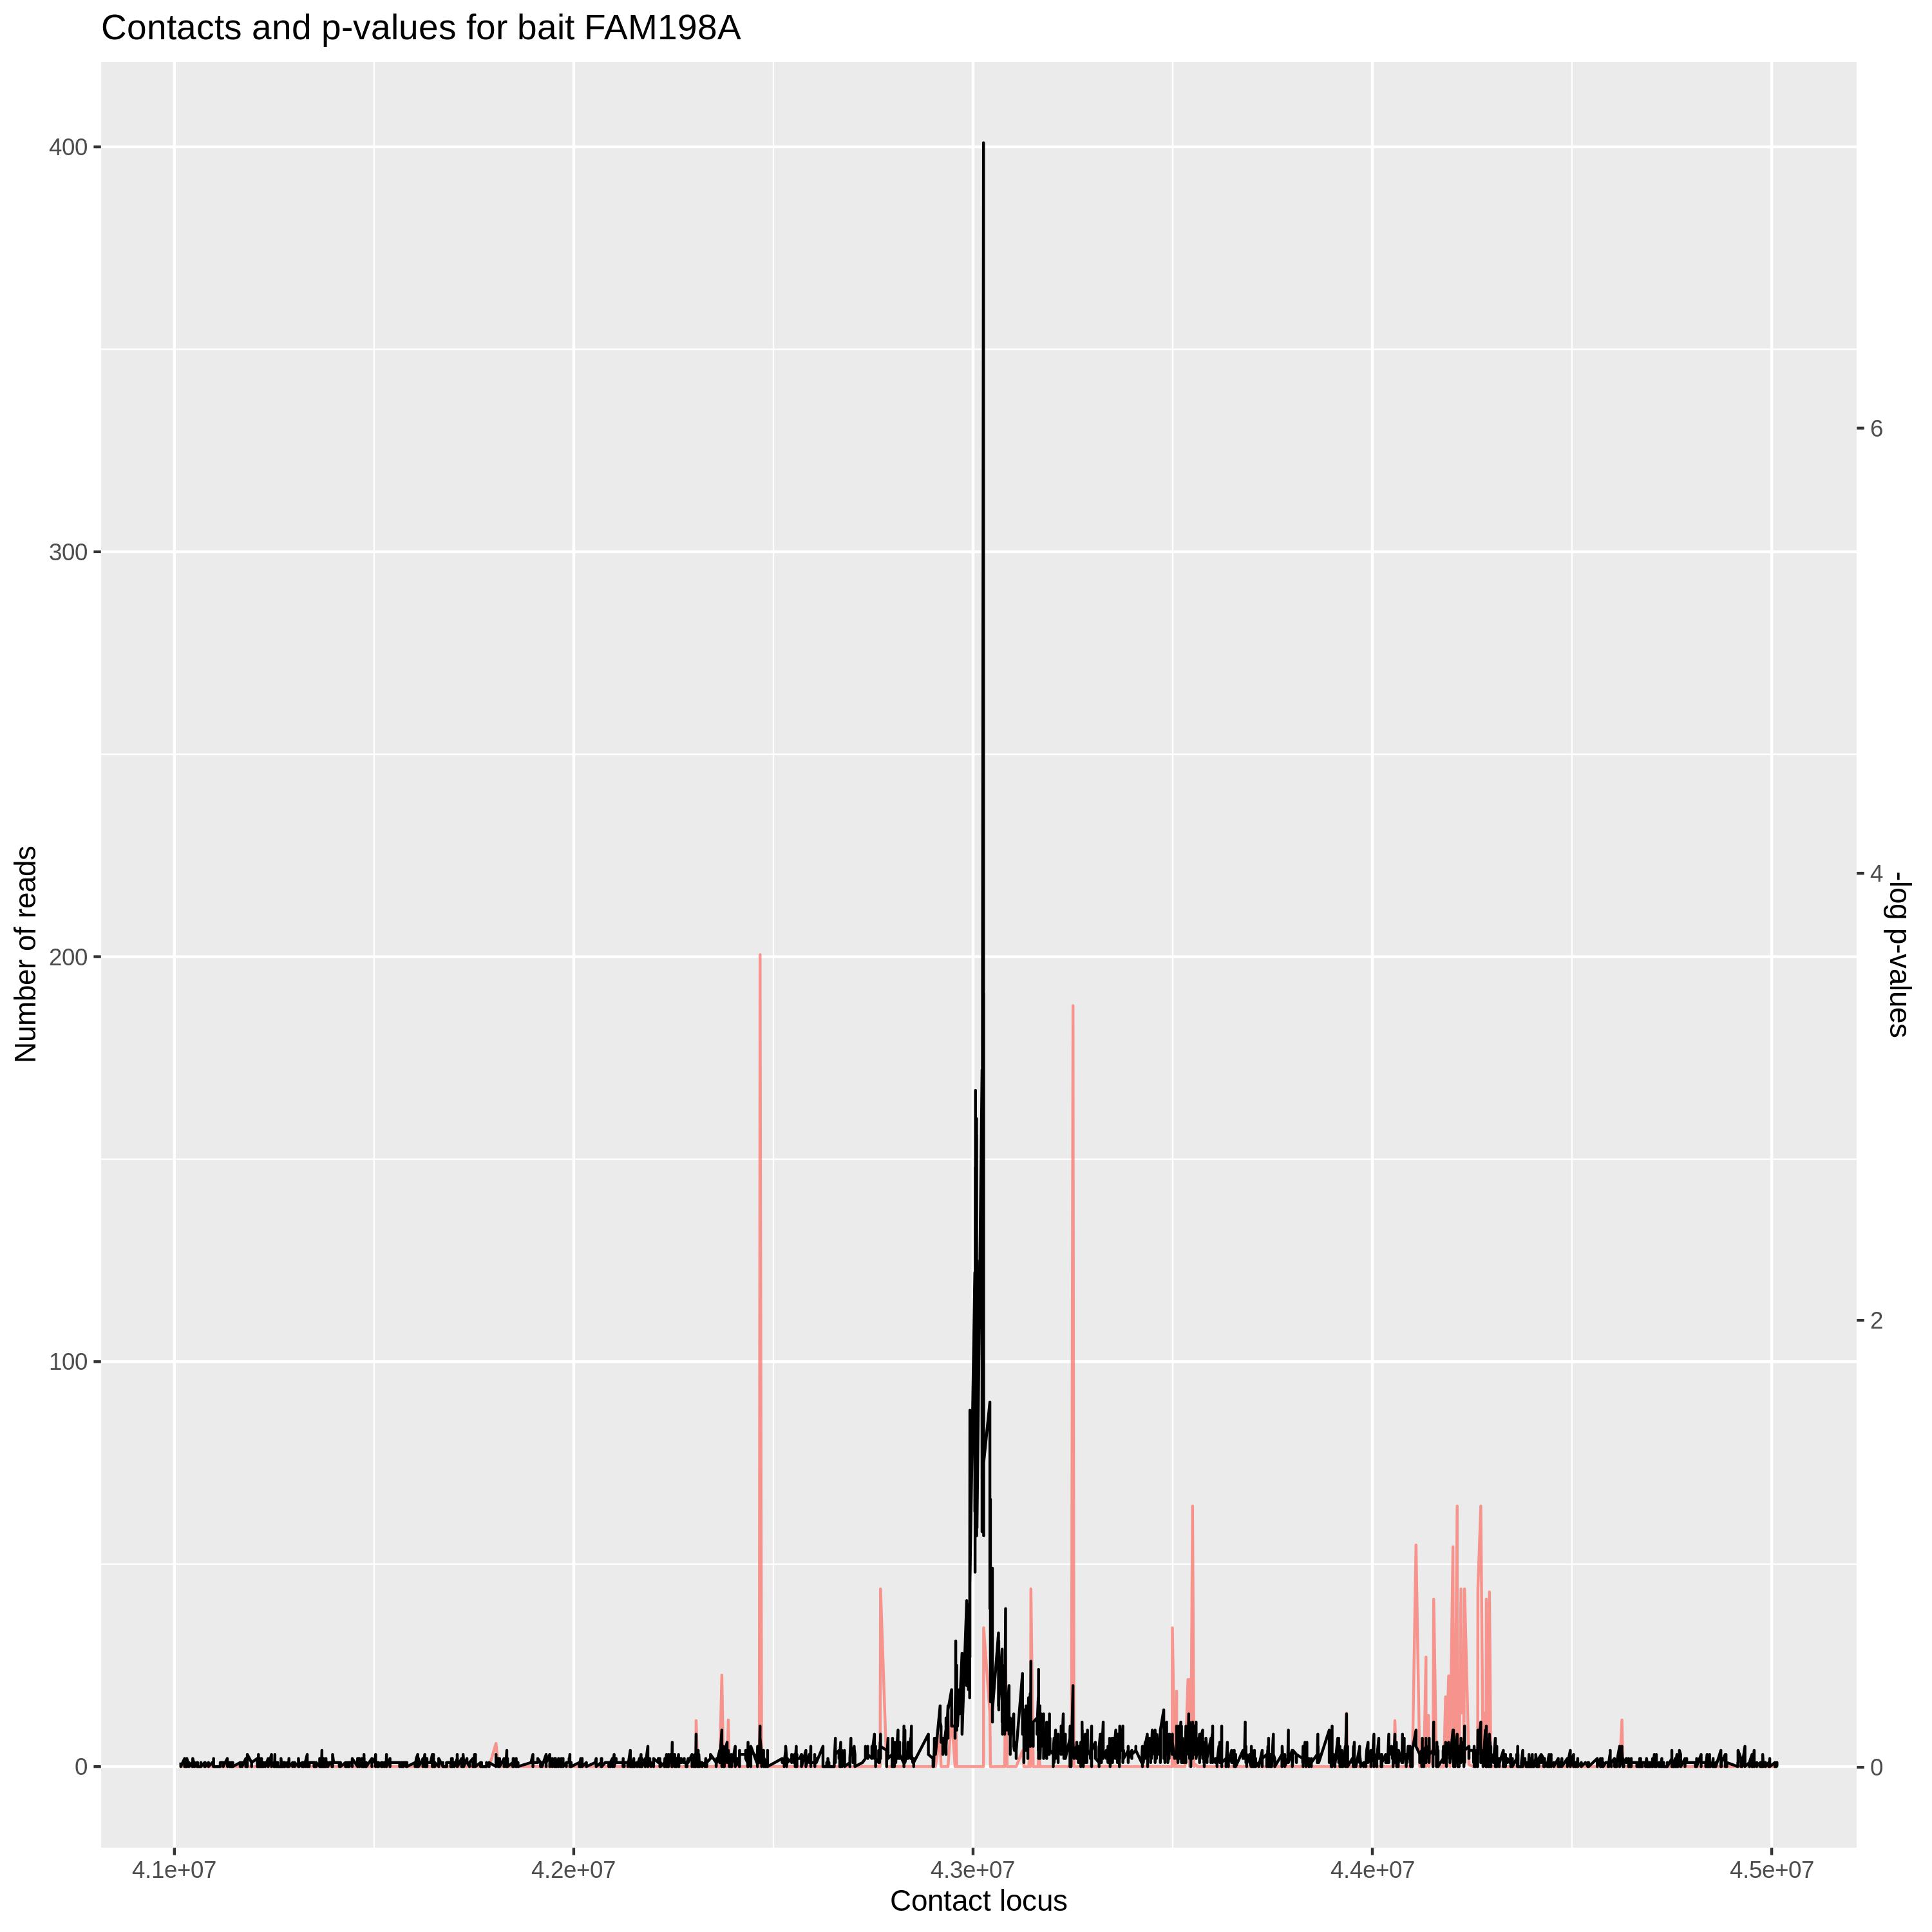 Contacts and p-values for bait FAM198A
400
300
200
100
0
Number of reads
6
4
2
0
-log p-values
4.1e+07 4.2e+07 4.3e+07 4.4e+07 4.5e+07
Contact locus